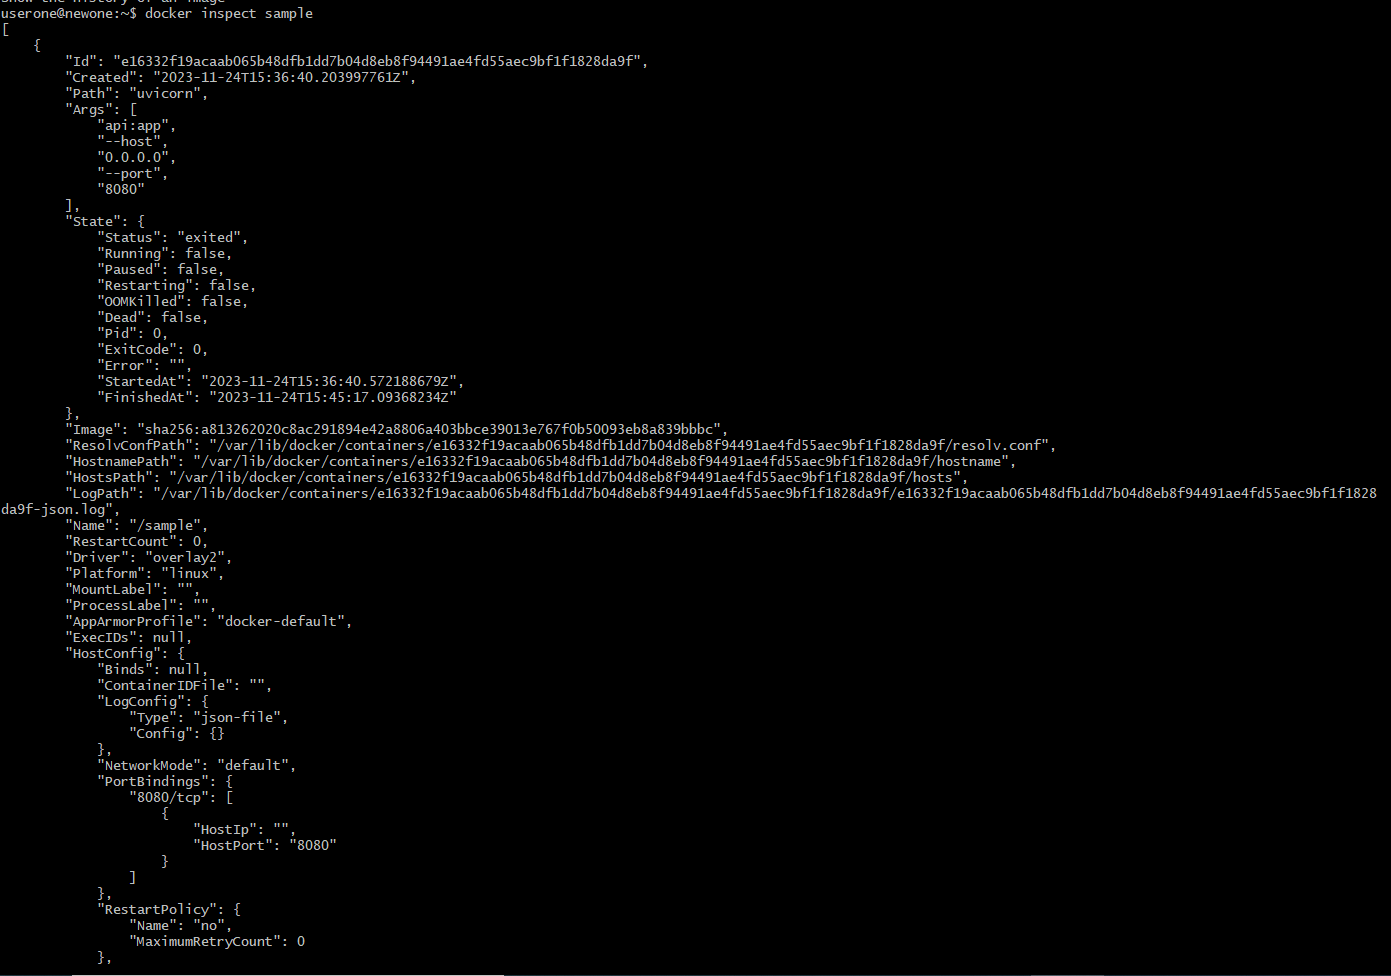 userone@newone:~$ docker inspect sample
[
    {
        "Id": "e16332f19acaab065b48dfb1dd7b04d8eb8f94491ae4fd55aec9bf1f1828da9f",
        "Created": "2023-11-24T15:36:40.203997761Z",
        "Path": "uvicorn",
        "Args": [
            "api:app",
            "--host",
            "0.0.0.0",
            "--port",
            "8080"
        ],
        "State": {
            "Status": "exited",
            "Running": false,
            "Paused": false,
            "Restarting": false,
            "OOMKilled": false,
            "Dead": false,
            "Pid": 0,
            "ExitCode": 0,
            "Error": "",
            "StartedAt": "2023-11-24T15:36:40.572188679Z",
            "FinishedAt": "2023-11-24T15:45:17.09368234Z"
        },
        "Image": "sha256:a813262020c8ac291894e42a8806a403bbce39013e767f0b50093eb8a839bbbc",
        "ResolvConfPath": "/var/lib/docker/containers/e16332f19acaab065b48dfb1dd7b04d8eb8f94491ae4fd55aec9bf1f1828da9f/resolv.conf",
        "HostnamePath": "/var/lib/docker/containers/e16332f19acaab065b48dfb1dd7b04d8eb8f94491ae4fd55aec9bf1f1828da9f/hostname",
        "HostsPath": "/var/lib/docker/containers/e16332f19acaab065b48dfb1dd7b04d8eb8f94491ae4fd55aec9bf1f1828da9f/hosts",
        "LogPath": "/var/lib/docker/containers/e16332f19acaab065b48dfb1dd7b04d8eb8f94491ae4fd55aec9bf1f1828da9f/e16332f19acaab065b48dfb1dd7b04d8eb8f94491ae4fd55aec9bf1f1828
da9f-json.log",
        "Name": "/sample",
        "RestartCount": 0,
        "Driver": "overlay2",
        "Platform": "linux",
        "MountLabel": "",
        "ProcessLabel": "",
        "AppArmorProfile": "docker-default",
        "ExecIDs": null,
        "HostConfig": {
            "Binds": null,
            "ContainerIDFile": "",
            "LogConfig": {
                "Type": "json-file",
                "Config": {}
            },
            "NetworkMode": "default",
            "PortBindings": {
                "8080/tcp": [
                    {
                        "HostIp": "",
                        "HostPort": "8080"
                    }
                ]
            },
            "RestartPolicy": {
                "Name": "no",
                "MaximumRetryCount": 0
            },